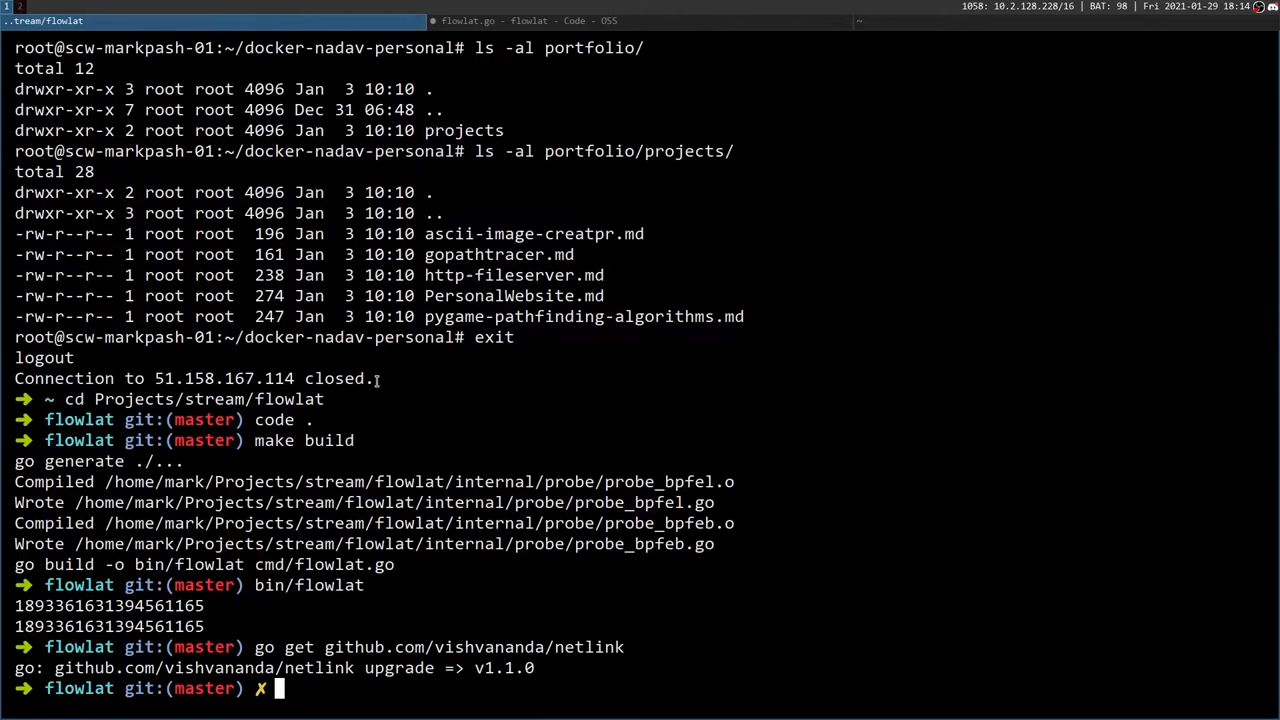 1 2 1058: 10.2.128.228/16 | BAT: 98 | Fri 2021-01-29 18:14
..tream/flowlat ● flowlat.go - flowlat - Code - OSS ~
root@scw-markpash-01:~/docker-nadav-personal# ls -al portfolio/
total 12
drwxr-xr-x 3 root root 4096 Jan  3 10:10 .
drwxr-xr-x 7 root root 4096 Dec 31 06:48 ..
drwxr-xr-x 2 root root 4096 Jan  3 10:10 projects
root@scw-markpash-01:~/docker-nadav-personal# ls -al portfolio/projects/
total 28
drwxr-xr-x 2 root root 4096 Jan  3 10:10 .
drwxr-xr-x 3 root root 4096 Jan  3 10:10 ..
-rw-r--r-- 1 root root  196 Jan  3 10:10 ascii-image-creatpr.md
-rw-r--r-- 1 root root  161 Jan  3 10:10 gopathtracer.md
-rw-r--r-- 1 root root  238 Jan  3 10:10 http-fileserver.md
-rw-r--r-- 1 root root  274 Jan  3 10:10 PersonalWebsite.md
-rw-r--r-- 1 root root  247 Jan  3 10:10 pygame-pathfinding-algorithms.md
root@scw-markpash-01:~/docker-nadav-personal# exit
logout
Connection to 51.158.167.114 closed.
➜ ~ cd Projects/stream/flowlat
➜ flowlat git:(master) code .
➜ flowlat git:(master) make build
go generate ./...
Compiled /home/mark/Projects/stream/flowlat/internal/probe/probe_bpfel.o
Wrote /home/mark/Projects/stream/flowlat/internal/probe/probe_bpfel.go
Compiled /home/mark/Projects/stream/flowlat/internal/probe/probe_bpfeb.o
Wrote /home/mark/Projects/stream/flowlat/internal/probe/probe_bpfeb.go
go build -o bin/flowlat cmd/flowlat.go
➜ flowlat git:(master) bin/flowlat
1893361631394561165
1893361631394561165
➜ flowlat git:(master) go get github.com/vishvananda/netlink
go: github.com/vishvananda/netlink upgrade => v1.1.0
➜ flowlat git:(master) ✗